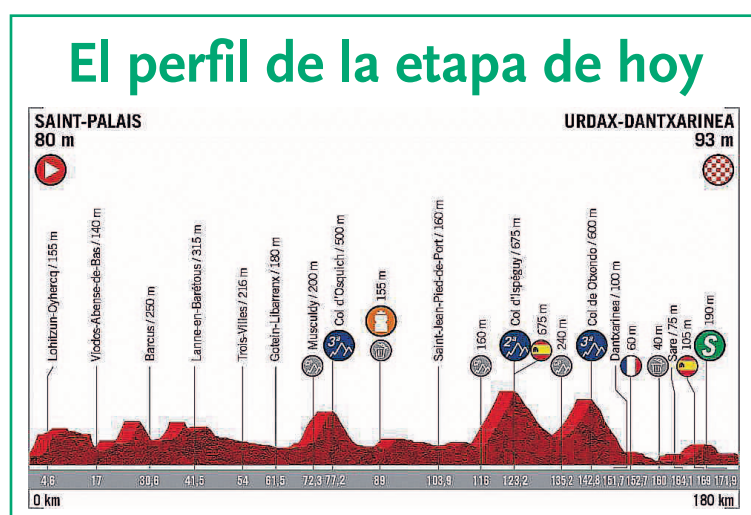 El perfil de la etapa de hoy
SAINT-PALAIS
80 m
URDAX-DANTXARINEA
93 m
Lohitzun-Oyhercq / 155 m
Viodos-Abense-de-Bas / 140 m
Barcus / 250 m
Lanne-en-Barétous / 315 m
Trois-Villes / 216 m
Gotein-Libarrenx / 180 m
Musculdy / 200 m
Col d'Osquich / 500 m
3ª
155 m
Saint-Jean-Pied-de-Port / 160 m
160 m
Col d'Ispéguy / 675 m
2ª
675 m
240 m
Col de Otxondo / 600 m
3ª
Dantxarinea / 100 m
60 m
40 m
Sara / 75 m
105 m
190 m
S
4,6 17 30,6 41,5 54 61,5 72,3 77,2 89 103,9 116 123,2 135,2 142,8 151,7 152,7 160 164,1 169 171,9
0 km
180 km